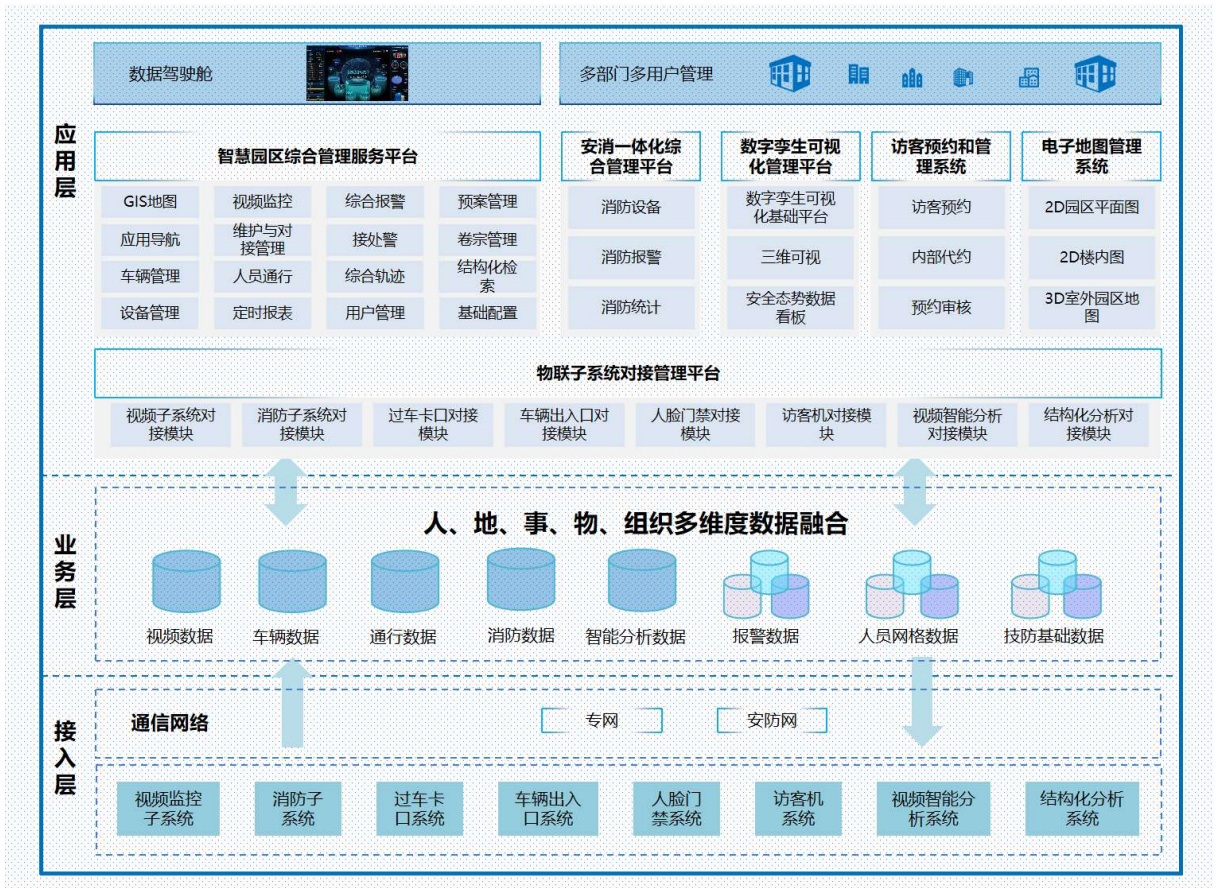 数据驾驶舱
多部门多用户管理
应用层
智慧园区综合管理服务平台
GIS地图
视频监控
综合报警
预案管理
应用导航
维护与对
接管理
接处警
卷宗管理
车辆管理
人员通行
综合轨迹
结构化检
索
设备管理
定时报表
用户管理
基础配置
安消一体化综
合管理平台
消防设备
消防报警
消防统计
数字孪生可视
化管理平台
数字孪生可视
化基础平台
三维可视
安全态势数据
看板
访客预约和管
理系统
访客预约
内部代约
预约审核
电子地图管理
系统
2D园区平面图
2D楼内图
3D室外园区地
图
物联子系统对接管理平台
视频子系统对
接模块
消防子系统对
接模块
过车卡口对接
模块
车辆出入口对
接模块
人脸门禁对接
模块
访客机对接模
块
视频智能分析
对接模块
结构化分析对
接模块
业务层
人、地、事、物、组织多维度数据融合
视频数据
车辆数据
通行数据
消防数据
智能分析数据
报警数据
人员网格数据
技防基础数据
接入层
通信网络
专网
安防网
视频监控
子系统
消防子
系统
过车卡
口系统
车辆出入
口系统
人脸门
禁系统
访客机
系统
视频智能分
析系统
结构化分析
系统